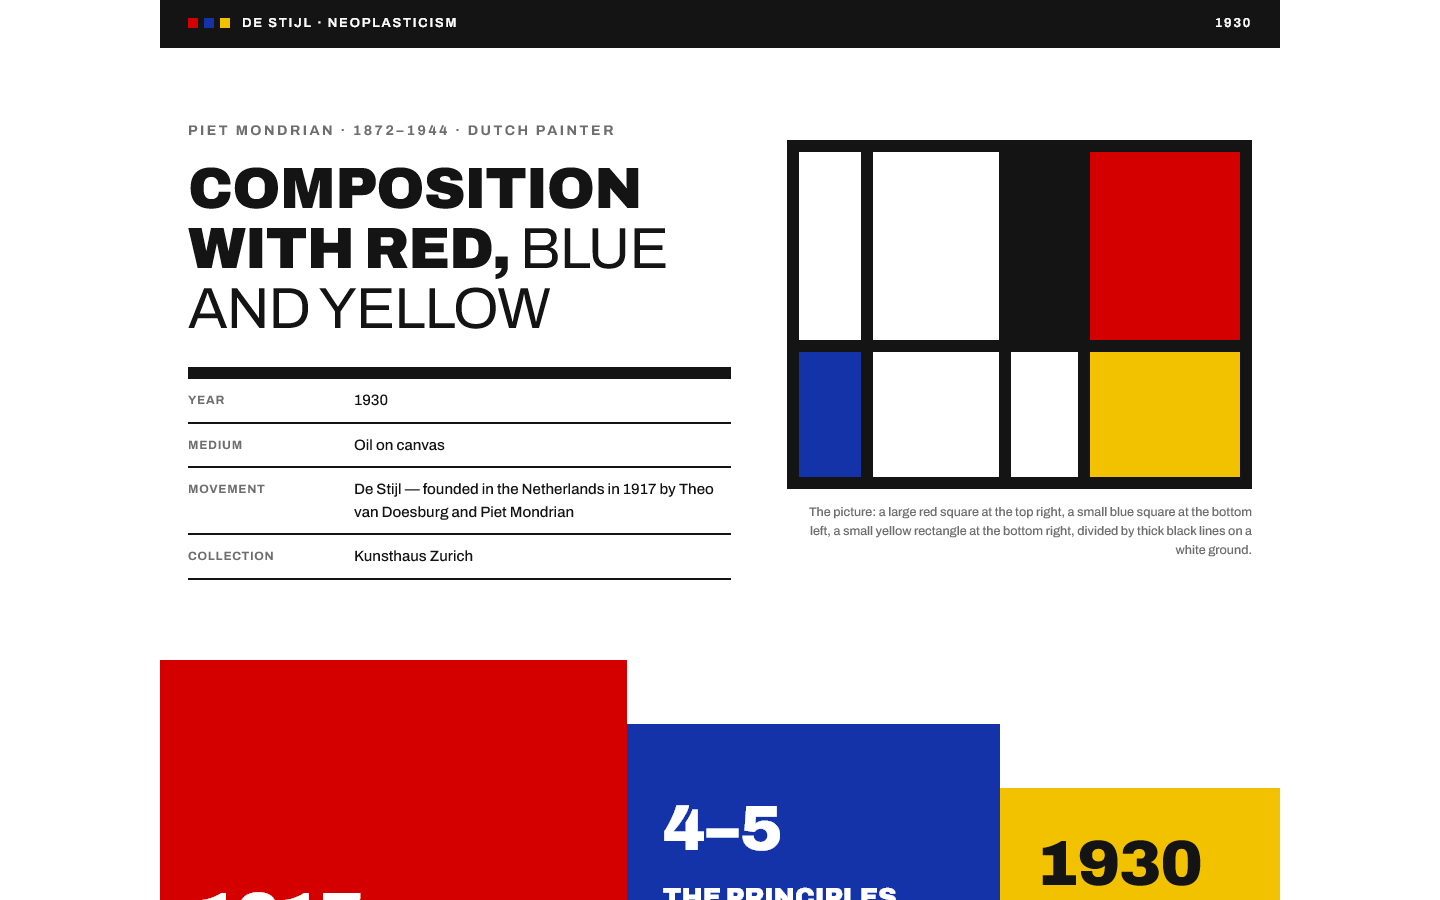 DE STIJL · NEOPLASTICISM
1930
PIET MONDRIAN · 1872–1944 · DUTCH PAINTER
COMPOSITION
WITH RED, BLUE
AND YELLOW
YEAR 1930
MEDIUM Oil on canvas
MOVEMENT De Stijl — founded in the Netherlands in 1917 by Theo
van Doesburg and Piet Mondrian
COLLECTION Kunsthaus Zurich
The picture: a large red square at the top right, a small blue square at the bottom
left, a small yellow rectangle at the bottom right, divided by thick black lines on a
white ground.
4–5
THE PRINCIPLES
1930